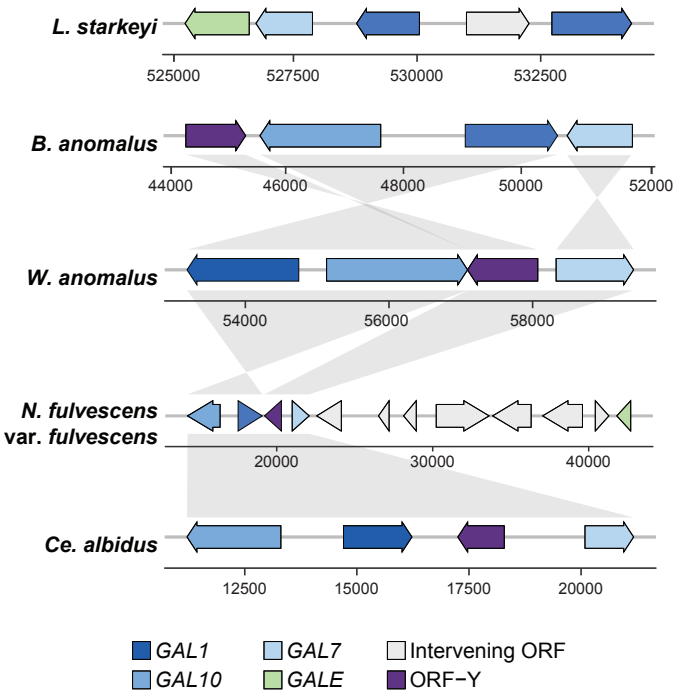 L. starkeyi
525000 527500 530000 532500
B. anomalus
44000 46000 48000 50000 52000
W. anomalus
54000 56000 58000
N. fulvescens
var. fulvescens
20000 30000 40000
Ce. albidus
12500 15000 17500 20000
GAL1 GAL7 Intervening ORF
GAL10 GALE ORF−Y